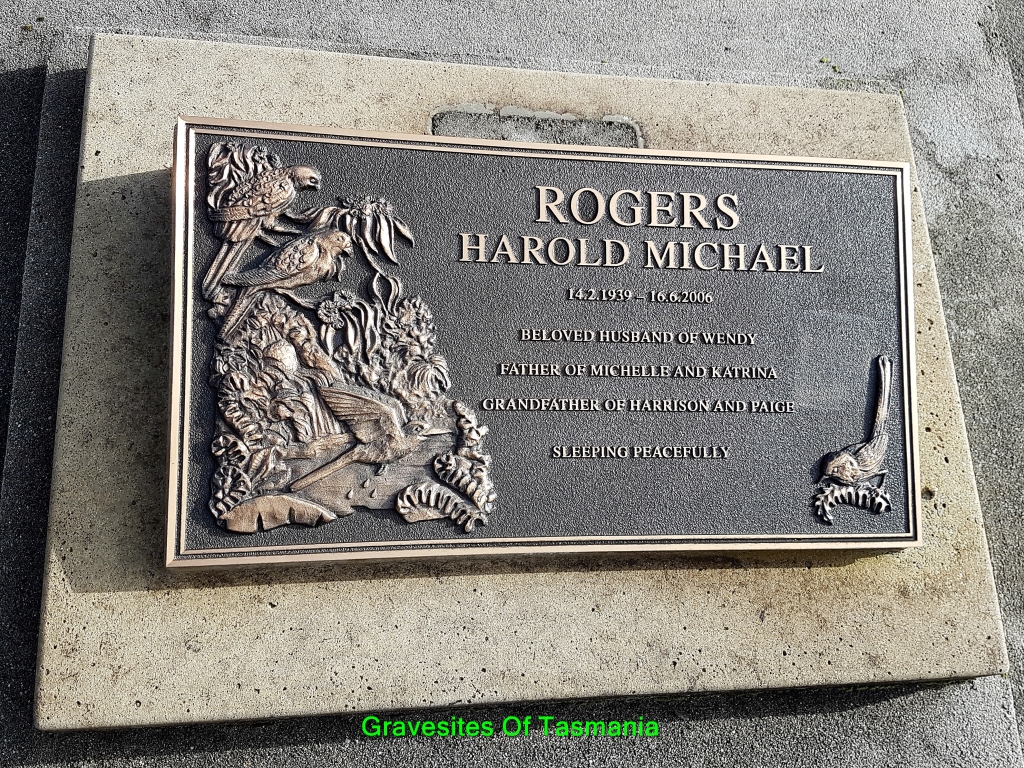 ROGERS
HAROLD MICHAEL
14.2.1939 – 16.6.2006
BELOVED HUSBAND OF WENDY
FATHER OF MICHELLE AND KATRINA
GRANDFATHER OF HARRISON AND PAIGE
SLEEPING PEACEFULLY
Gravesites Of Tasmania